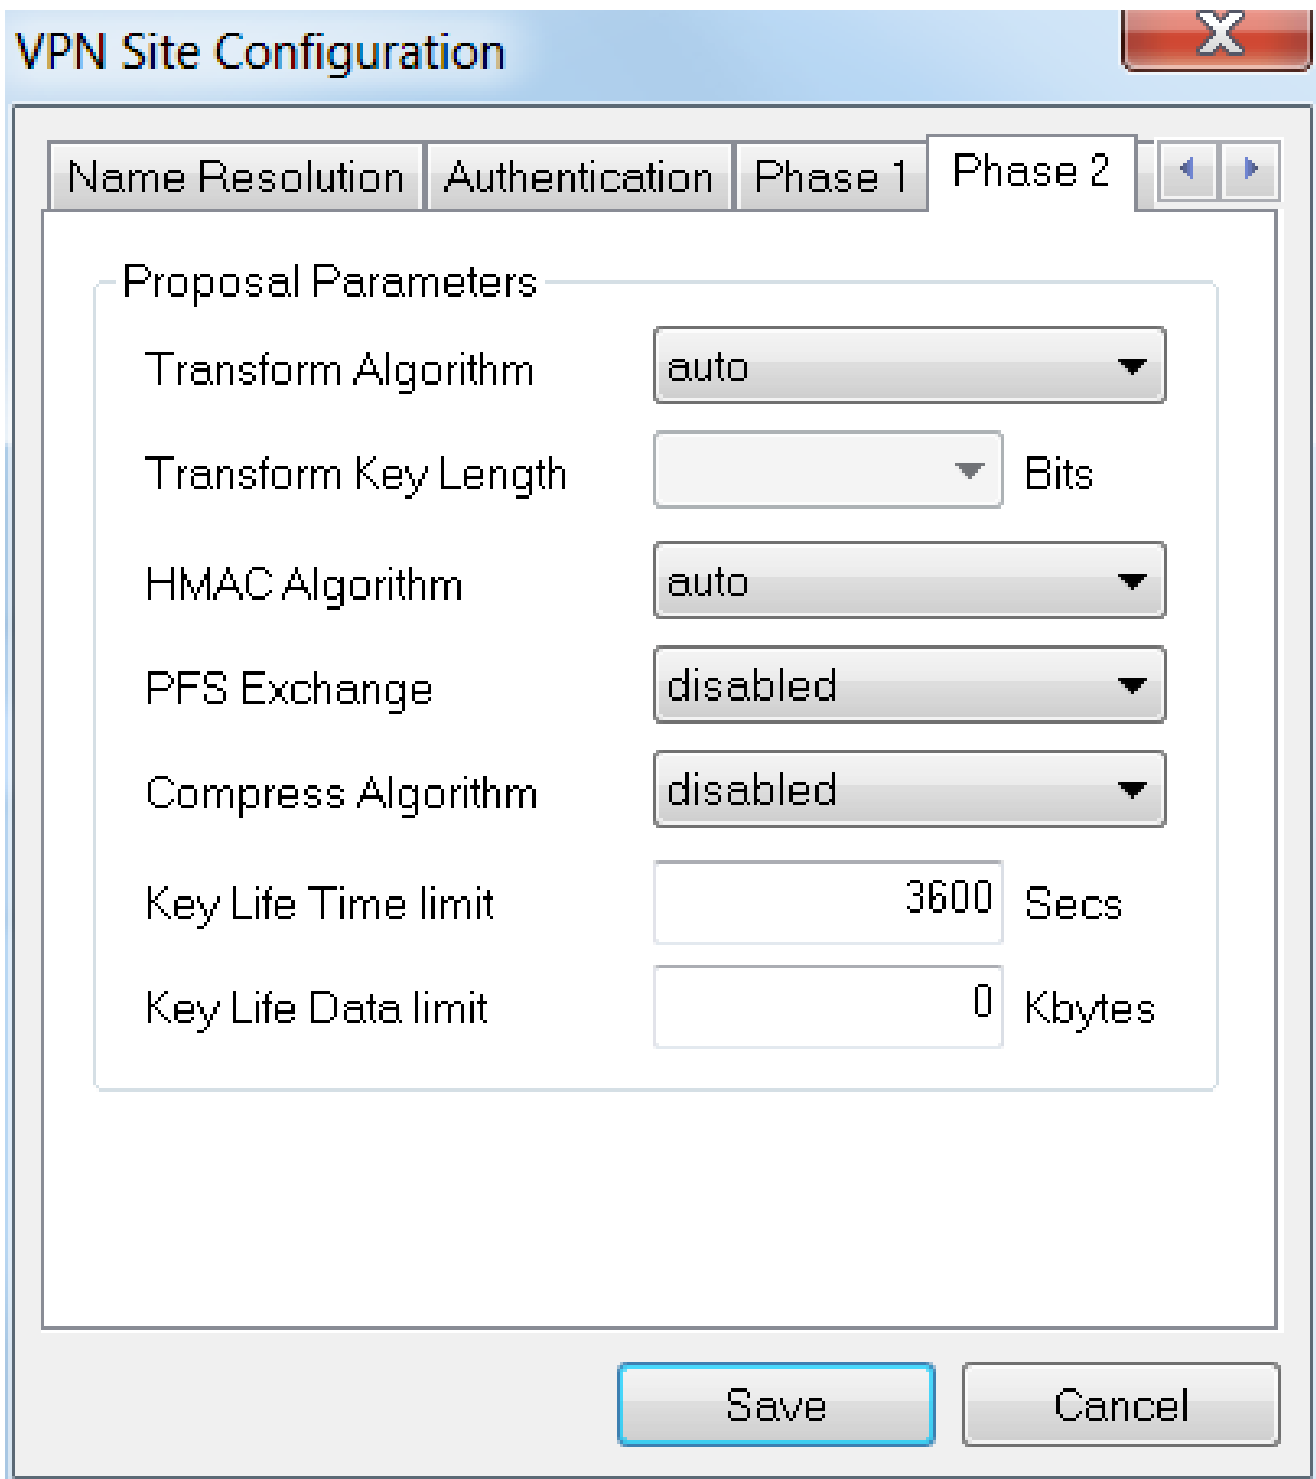 VPN Site Configuration
Name Resolution Authentication Phase 1 Phase 2
Proposal Parameters
Transform Algorithm auto
Transform Key Length Bits
HMAC Algorithm auto
PFS Exchange disabled
Compress Algorithm disabled
Key Life Time limit 3600 Secs
Key Life Data limit 0 Kbytes
Save Cancel